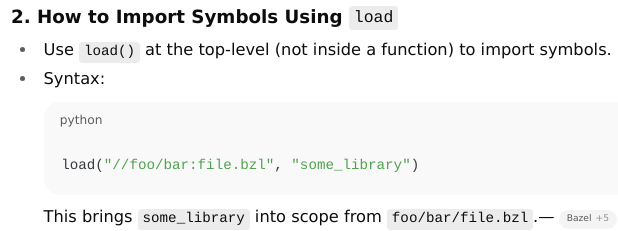 2. How to Import Symbols Using load
• Use load() at the top-level (not inside a function) to import symbols.
• Syntax:
python
load("//foo/bar:file.bzl", "some_library")
This brings some_library into scope from foo/bar/file.bzl.— Bazel +5